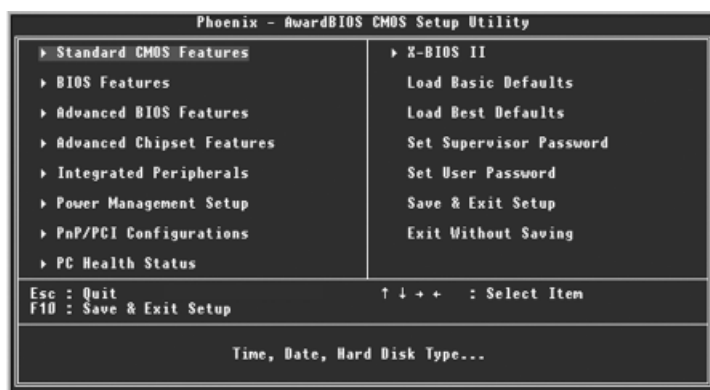 Phoenix - AwardBIOS CMOS Setup Utility
▸ Standard CMOS Features
▸ BIOS Features
▸ Advanced BIOS Features
▸ Advanced Chipset Features
▸ Integrated Peripherals
▸ Power Management Setup
▸ PnP/PCI Configurations
▸ PC Health Status
▸ X-BIOS II
Load Basic Defaults
Load Best Defaults
Set Supervisor Password
Set User Password
Save & Exit Setup
Exit Without Saving
Esc : Quit
F10 : Save & Exit Setup
↑ ↓ → ← : Select Item
Time, Date, Hard Disk Type...